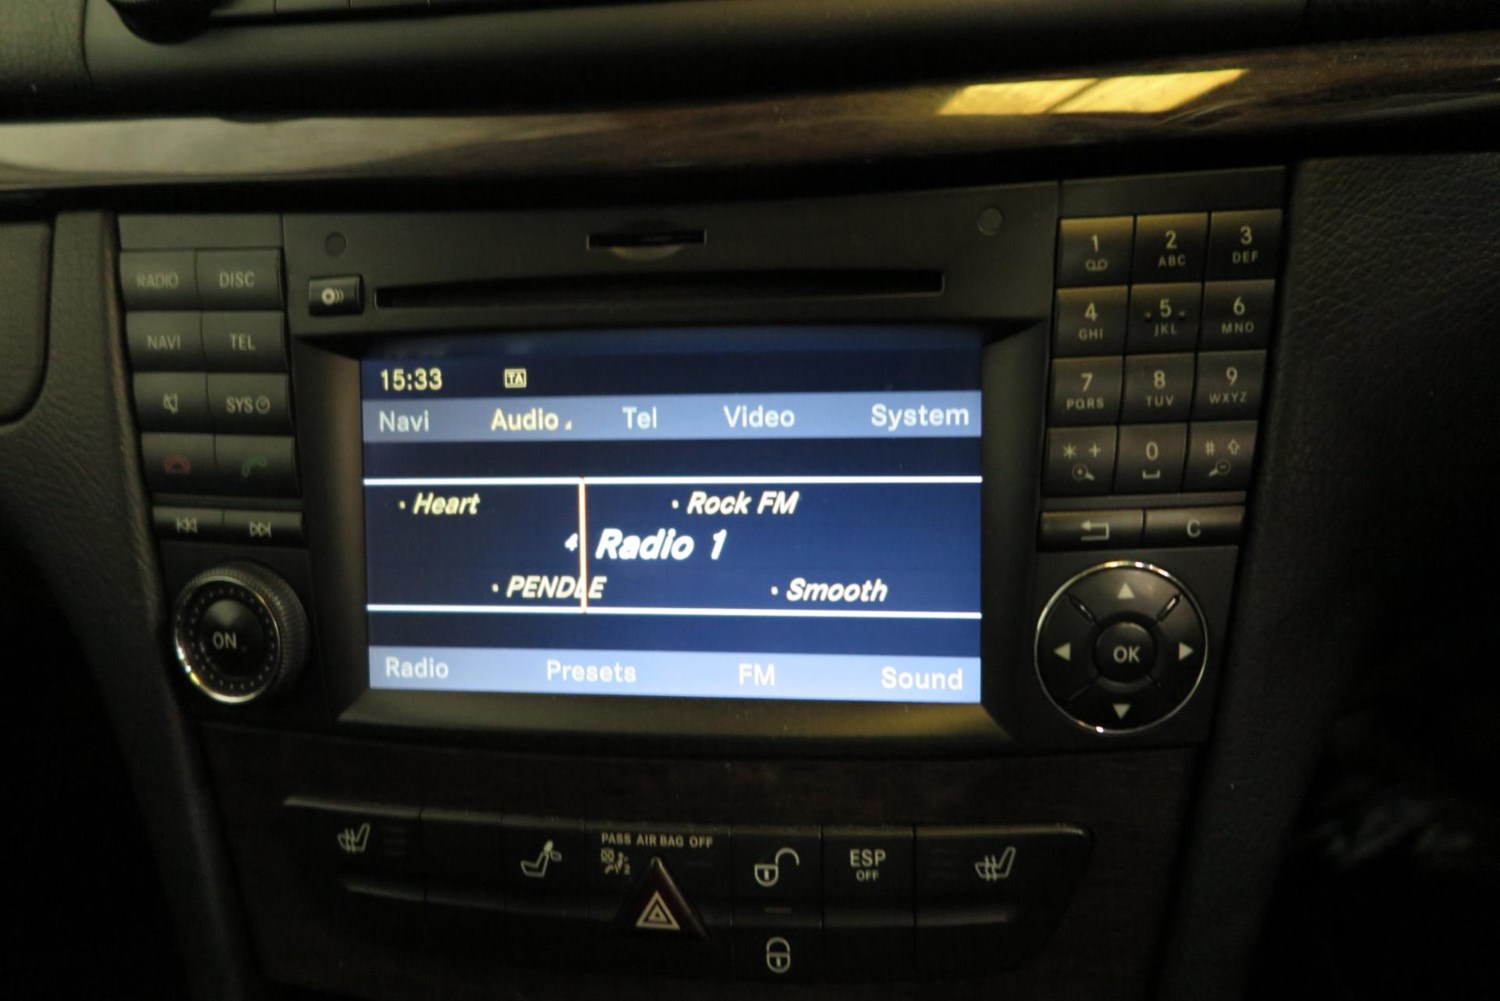 RADIO DISC
NAVI TEL
SYS
ON
15:33 TA
Navi Audio Tel Video System
Heart Rock FM
4 Radio 1
PENDLE Smooth
Radio Presets FM Sound
1 2 3
ABC DEF
4 5 6
GHI JKL MNO
7 8 9
PQRS TUV WXYZ
* + 0 #
C
OK
PASS AIR BAG OFF
ESP
OFF